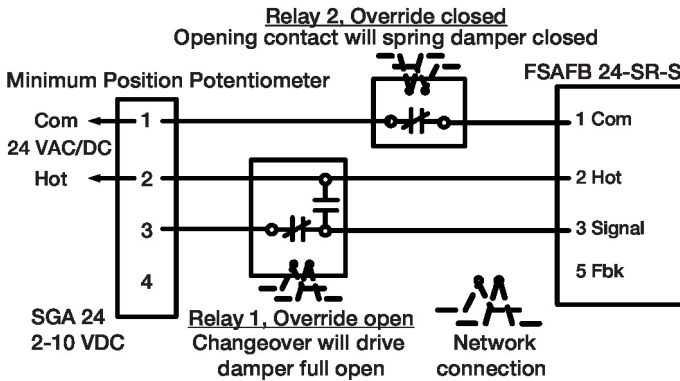 Relay 2, Override closed
Opening contact will spring damper closed
Minimum Position Potentiometer
FSAFB 24-SR-S
Com
1
1 Com
24 VAC/DC
Hot
2
2 Hot
3
3 Signal
4
5 Fbk
SGA 24
2-10 VDC
Relay 1, Override open
Changeover will drive
damper full open
Network
connection